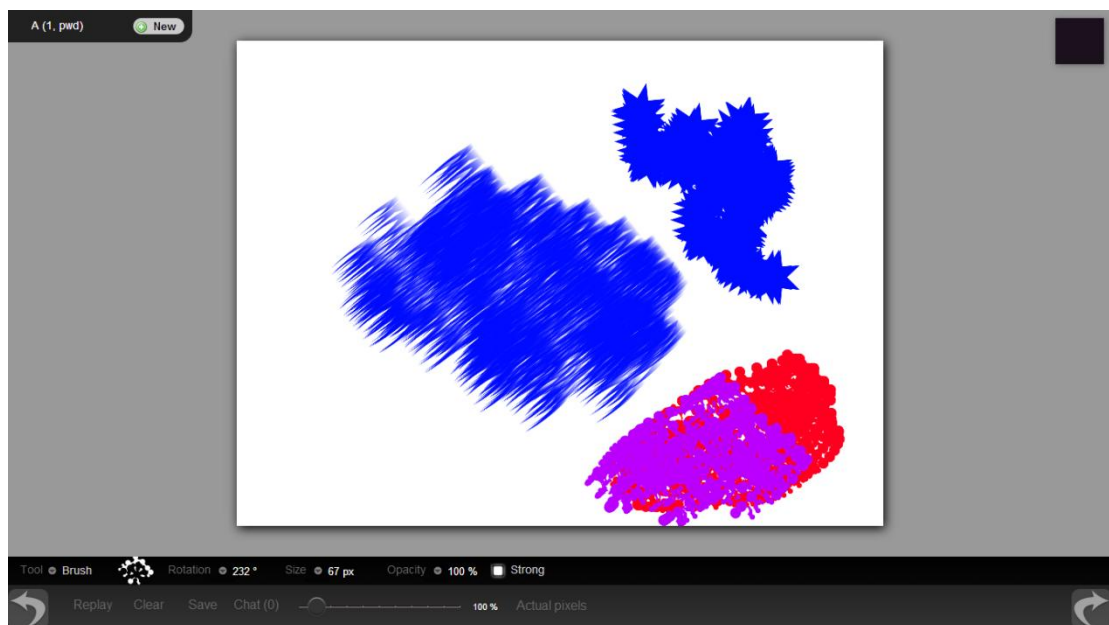 A (1, pwd) New
Tool Brush Rotation 232 ° Size 67 px Opacity 100 % Strong
Replay Clear Save Chat (0) 100 % Actual pixels